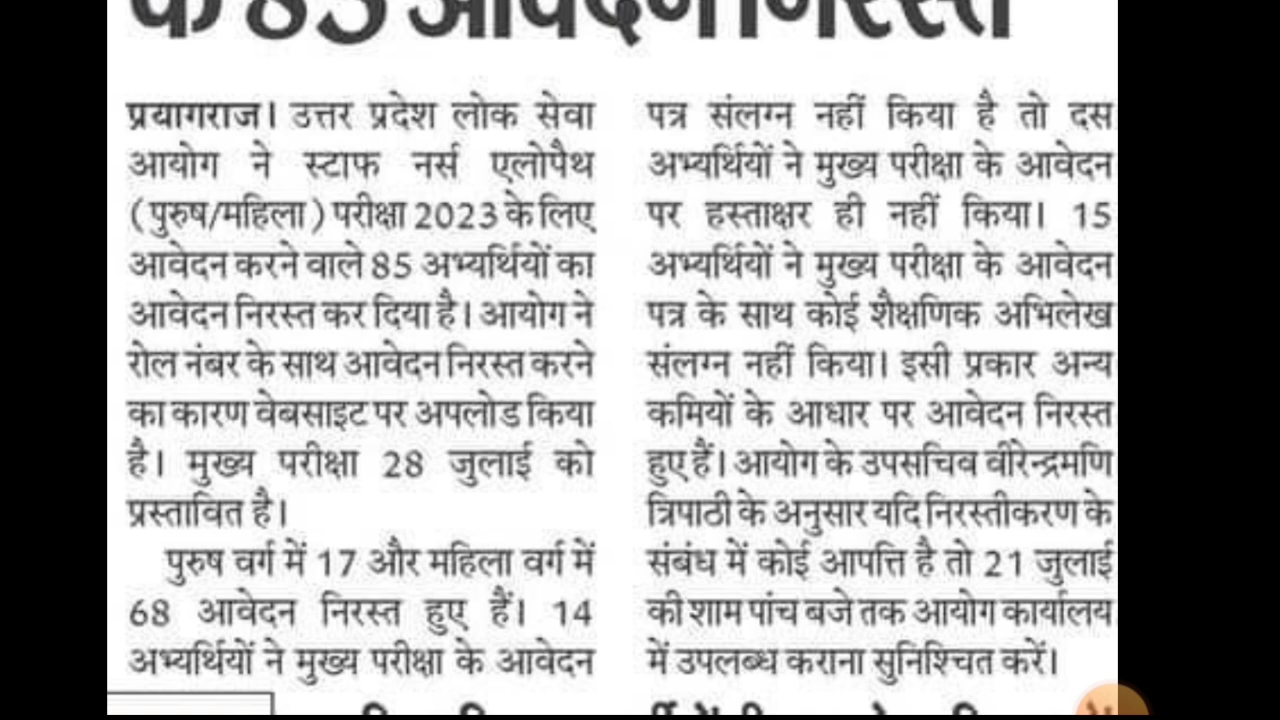 के 85 आवेदन निरस्त
प्रयागराज। उत्तर प्रदेश लोक सेवा
आयोग ने स्टाफ नर्स एलोपैथ
(पुरुष/महिला) परीक्षा 2023 के लिए
आवेदन करने वाले 85 अभ्यर्थियों का
आवेदन निरस्त कर दिया है। आयोग ने
रोल नंबर के साथ आवेदन निरस्त करने
का कारण वेबसाइट पर अपलोड किया
है। मुख्य परीक्षा 28 जुलाई को
प्रस्तावित है।
पुरुष वर्ग में 17 और महिला वर्ग में
68 आवेदन निरस्त हुए हैं। 14
अभ्यर्थियों ने मुख्य परीक्षा के आवेदन
पत्र संलग्न नहीं किया है तो दस
अभ्यर्थियों ने मुख्य परीक्षा के आवेदन
पर हस्ताक्षर ही नहीं किया। 15
अभ्यर्थियों ने मुख्य परीक्षा के आवेदन
पत्र के साथ कोई शैक्षणिक अभिलेख
संलग्न नहीं किया। इसी प्रकार अन्य
कमियों के आधार पर आवेदन निरस्त
हुए हैं। आयोग के उपसचिव वीरेन्द्रमणि
त्रिपाठी के अनुसार यदि निरस्तीकरण के
संबंध में कोई आपत्ति है तो 21 जुलाई
की शाम पांच बजे तक आयोग कार्यालय
में उपलब्ध कराना सुनिश्चित करें।